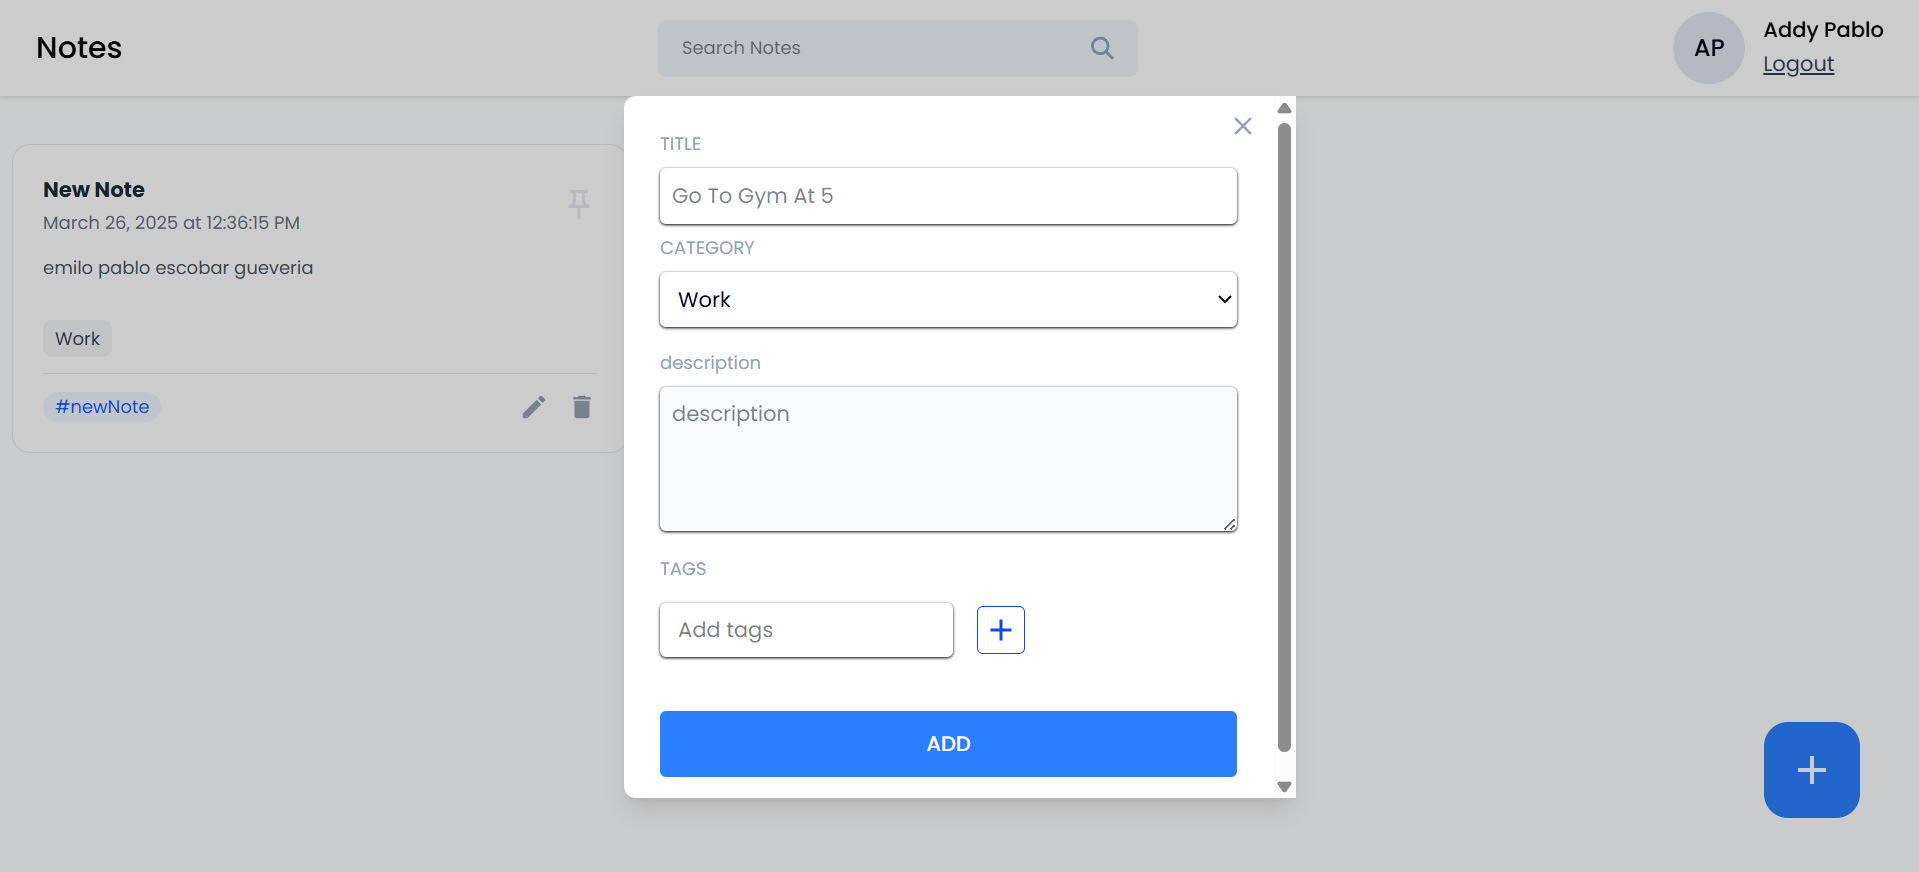 Notes
Search Notes
AP
Addy Pablo
Logout
New Note
March 26, 2025 at 12:36:15 PM
emilo pablo escobar gueveria
Work
#newNote
TITLE
Go To Gym At 5
CATEGORY
Work
description
description
TAGS
Add tags
ADD